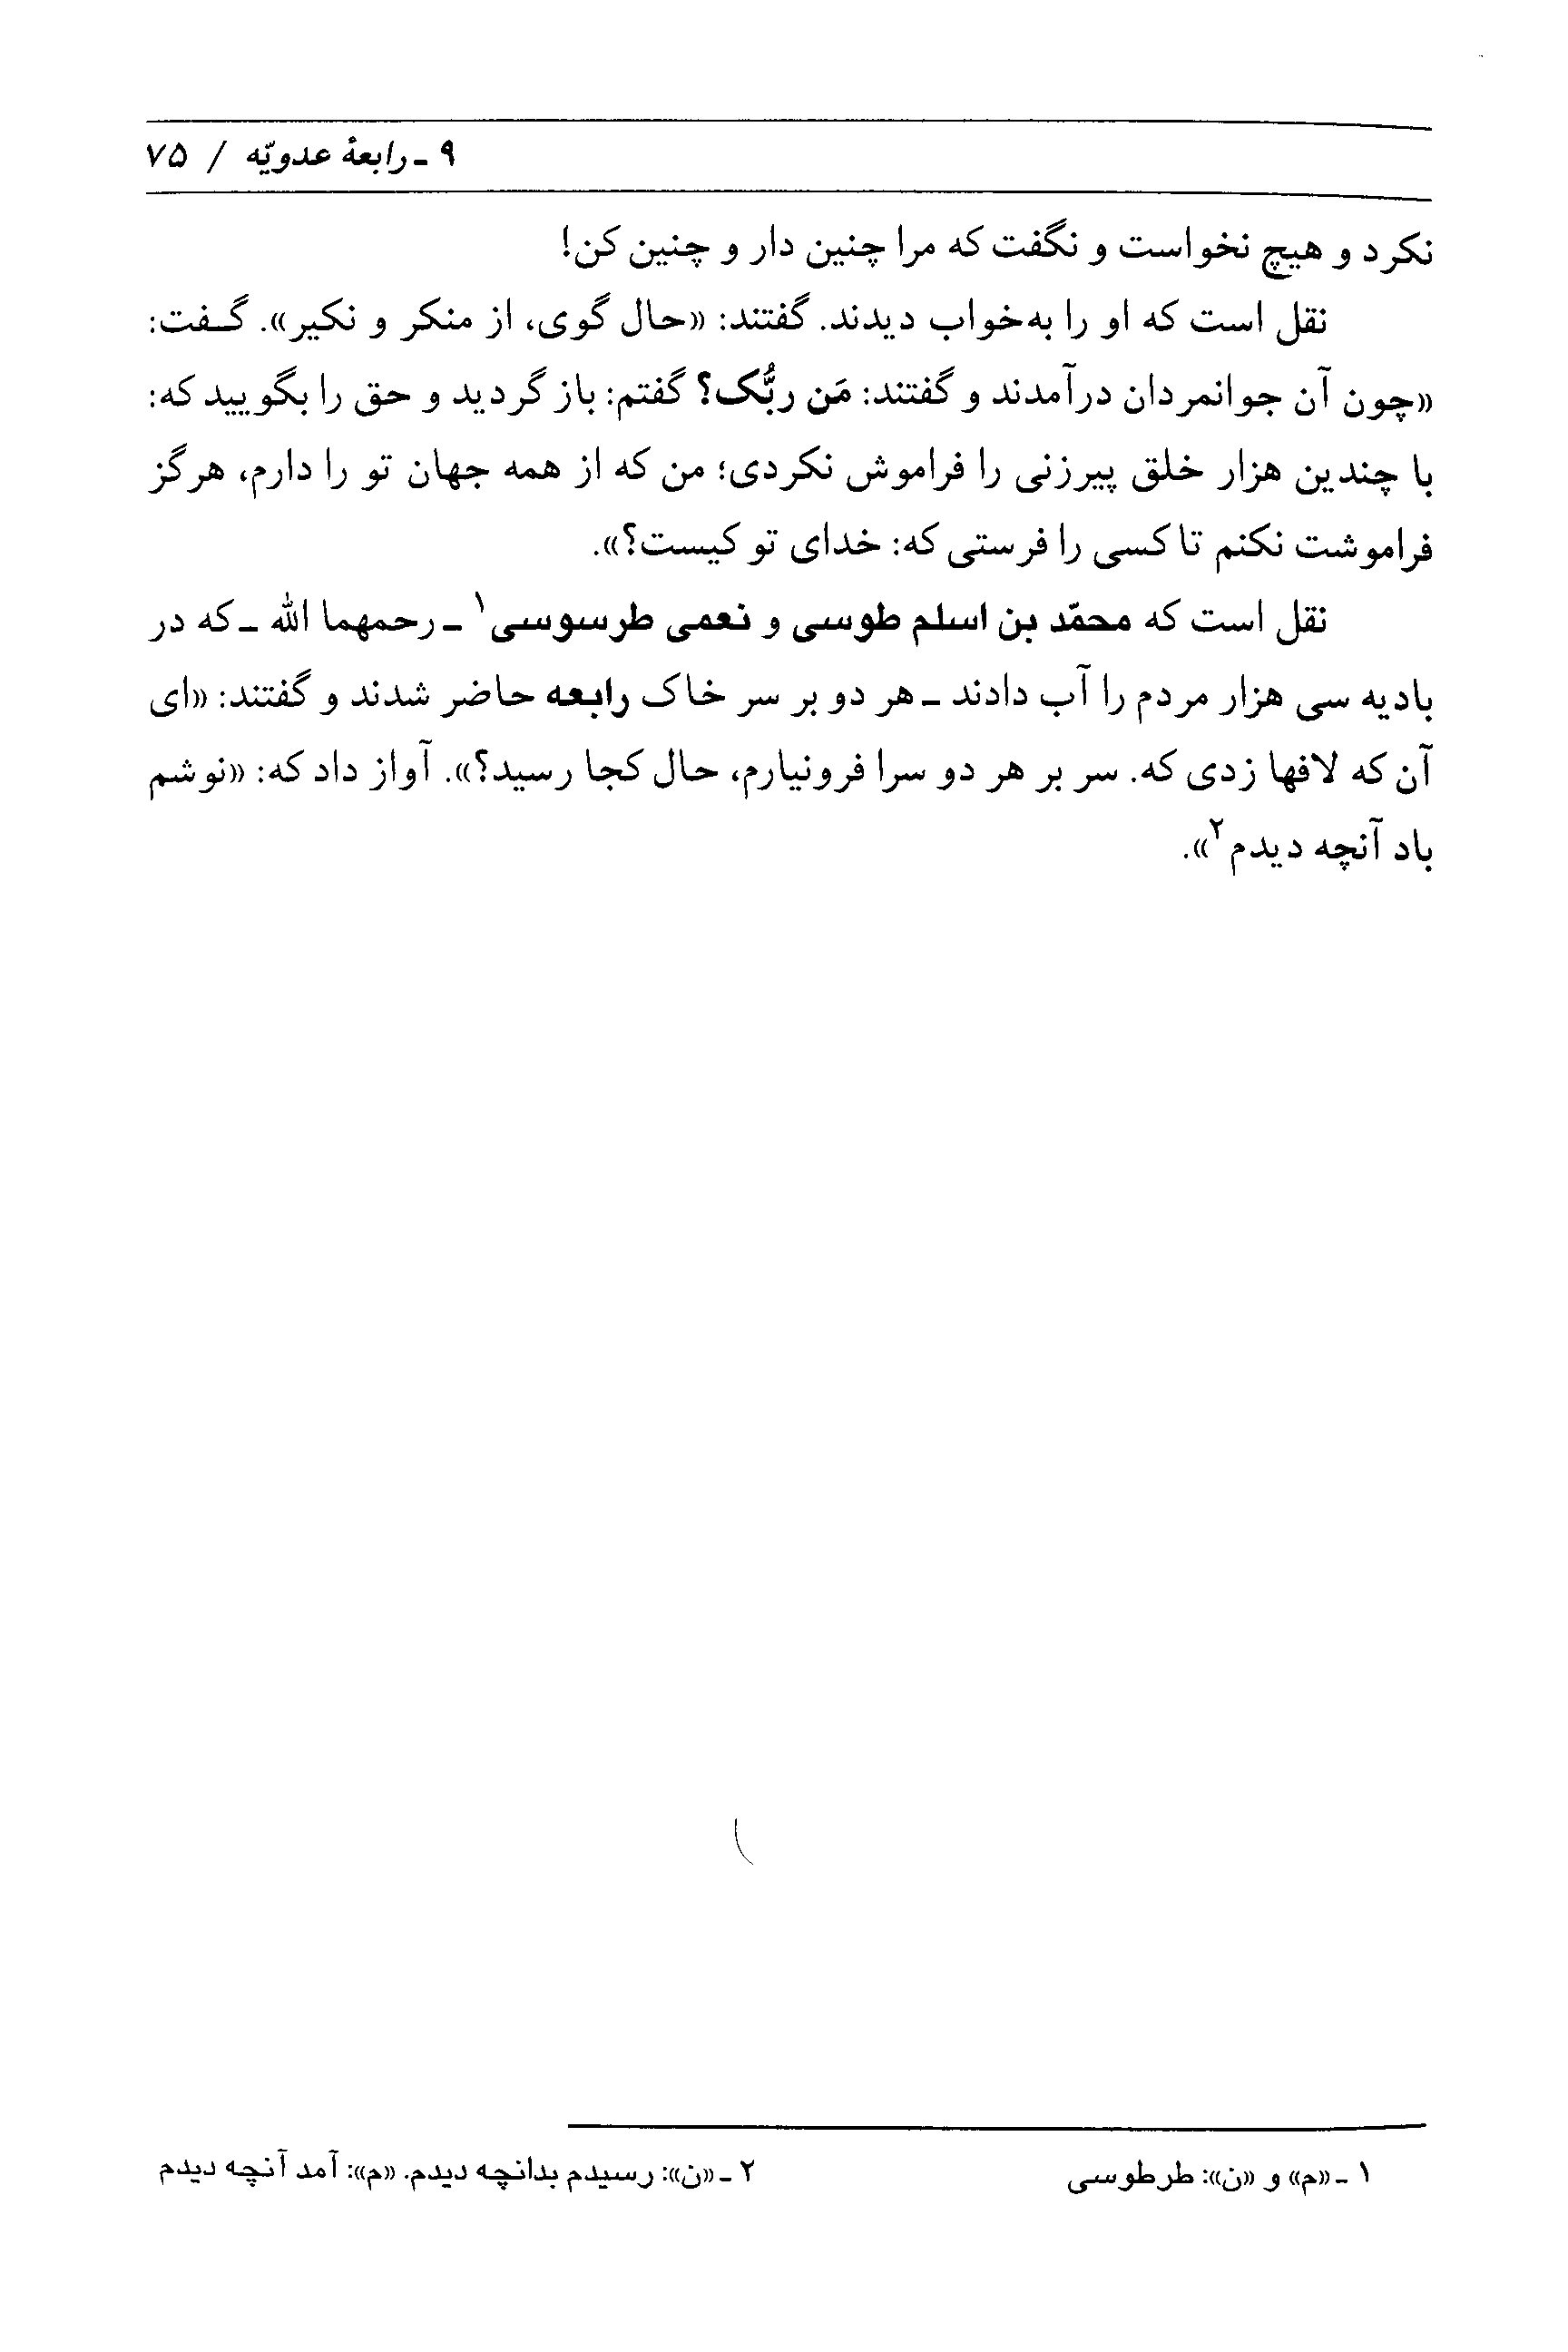 ۹ ـ رابعهٔ عدویّه / ۷۵
نکرد و هیچ نخواست و نگفت که مرا چنین دار و چنین کن!
نقل است که او را به‌خواب دیدند. گفتند: «حال گوی، از منکر و نکیر». گفت:
«چون آن جوانمردان درآمدند و گفتند: مَن ربُّک؟ گفتم: باز گردید و حق را بگویید که:
با چندین هزار خلق پیرزنی را فراموش نکردی؛ من که از همه جهان تو را دارم، هرگز
فراموشت نکنم تا کسی را فرستی که: خدای تو کیست؟».
نقل است که محمّد بن اسلم طوسی و نعمی طرسوسی۱ ـ رحمهما الله ـ که در
بادیه سی هزار مردم را آب دادند ـ هر دو بر سر خاک رابعه حاضر شدند و گفتند: «ای
آن که لافها زدی که. سر بر هر دو سرا فرونیارم، حال کجا رسید؟». آواز داد که: «نوشم
باد آنچه دیدم۲».
۱ ـ «م» و «ن»: طرطوسی
۲ ـ «ن»: رسیدم بدانچه دیدم. «م»: آمد آنچه دیدم